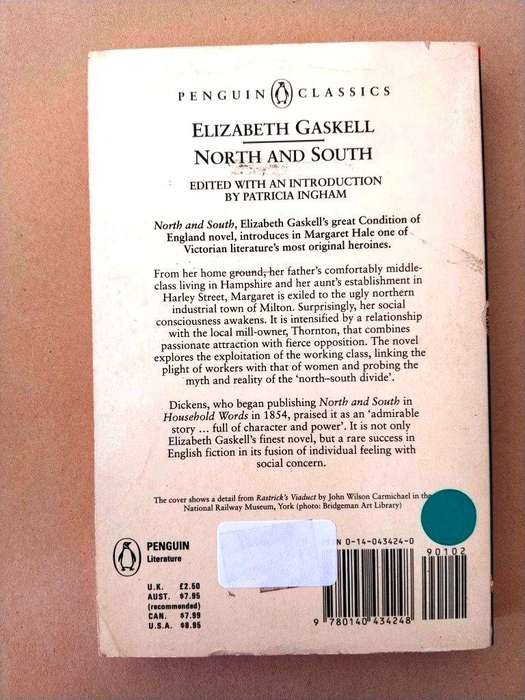 PENGUIN CLASSICS
ELIZABETH GASKELL
NORTH AND SOUTH
EDITED WITH AN INTRODUCTION
BY PATRICIA INGHAM
North and South, Elizabeth Gaskell's great Condition of
England novel, introduces in Margaret Hale one of
Victorian literature's most original heroines.
From her home ground, her father's comfortably middle-
class living in Hampshire and her aunt's establishment in
Harley Street, Margaret is exiled to the ugly northern
industrial town of Milton. Surprisingly, her social
consciousness awakens. It is intensified by a relationship
with the local mill-owner, Thornton, that combines
passionate attraction with fierce opposition. The novel
explores the exploitation of the working class, linking the
plight of workers with that of women and probing the
myth and reality of the 'north–south divide'.
Dickens, who began publishing North and South in
Household Words in 1854, praised it as an 'admirable
story ... full of character and power'. It is not only
Elizabeth Gaskell's finest novel, but a rare success in
English fiction in its fusion of individual feeling with
social concern.
The cover shows a detail from Rastrick's Viaduct by John Wilson Carmichael in the
National Railway Museum, York (photo: Bridgeman Art Library)
PENGUIN
Literature
U.K. £2.50
AUST. $7.95
(recommended)
CAN. $7.99
U.S.A. $8.95
0-14-043424-0
90102
9 780140 434248